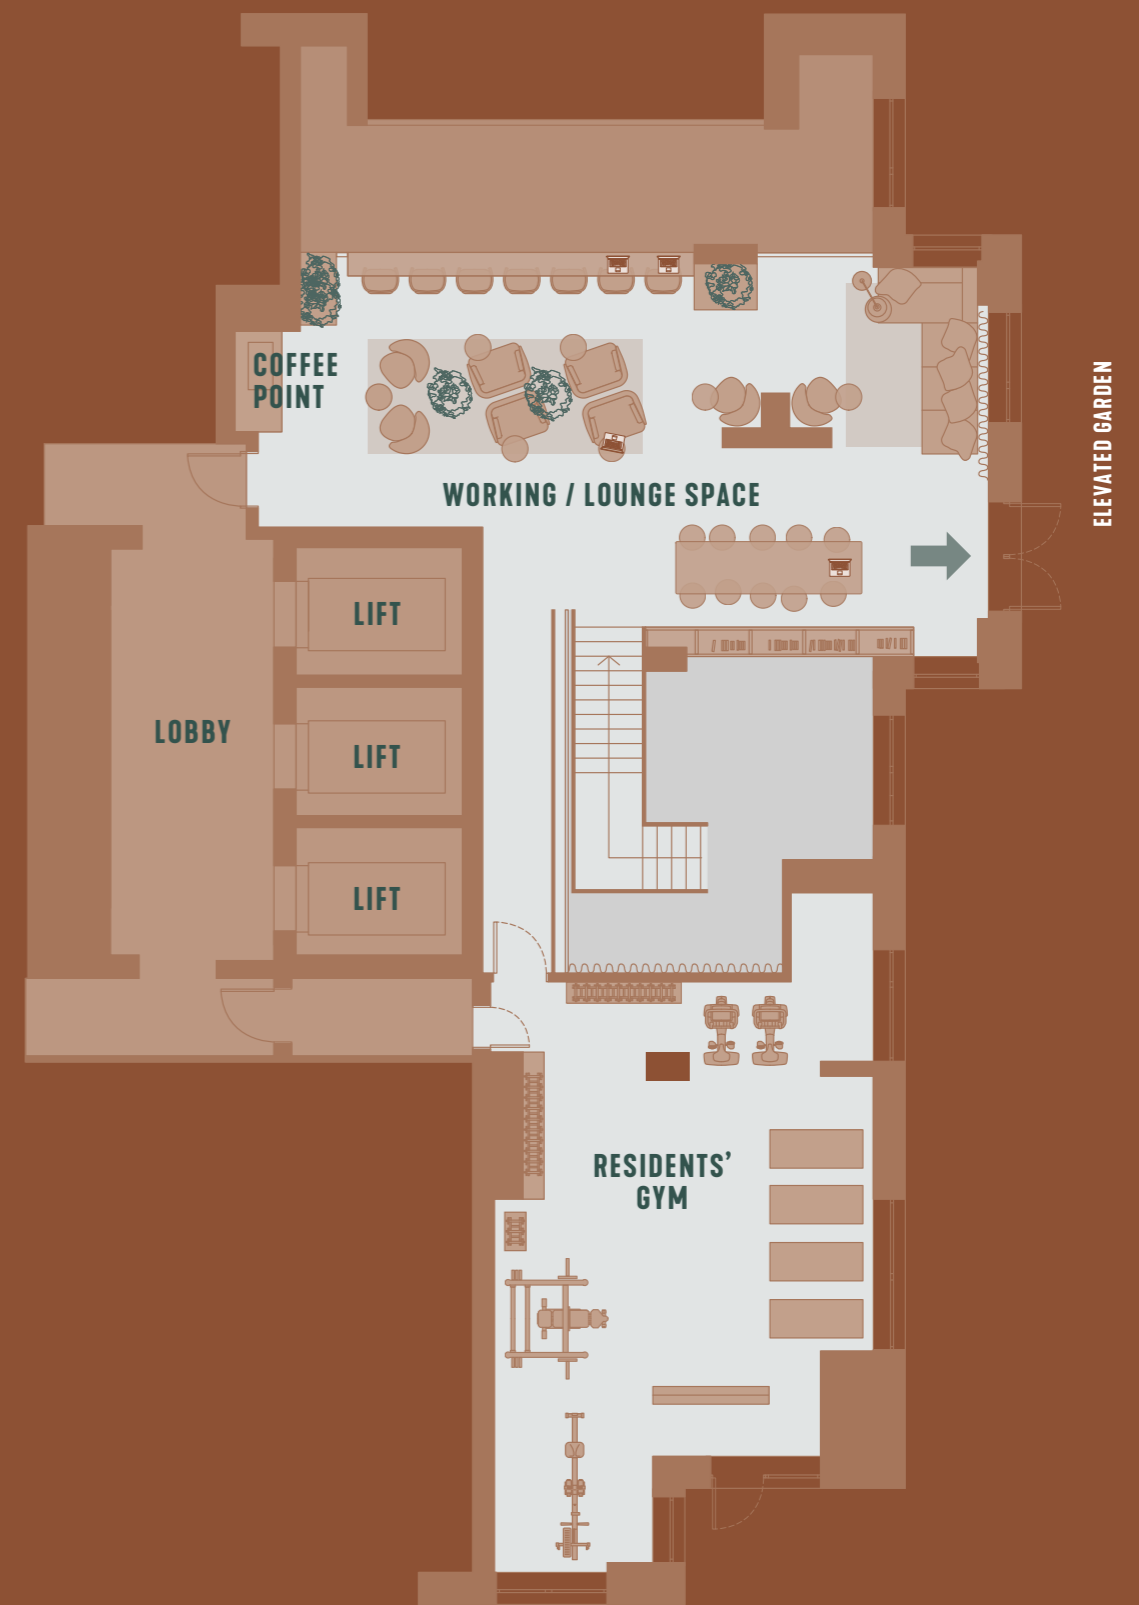 COFFEE
POINT
WORKING / LOUNGE SPACE
ELEVATED GARDEN
LIFT
LOBBY
LIFT
LIFT
RESIDENTS’
GYM